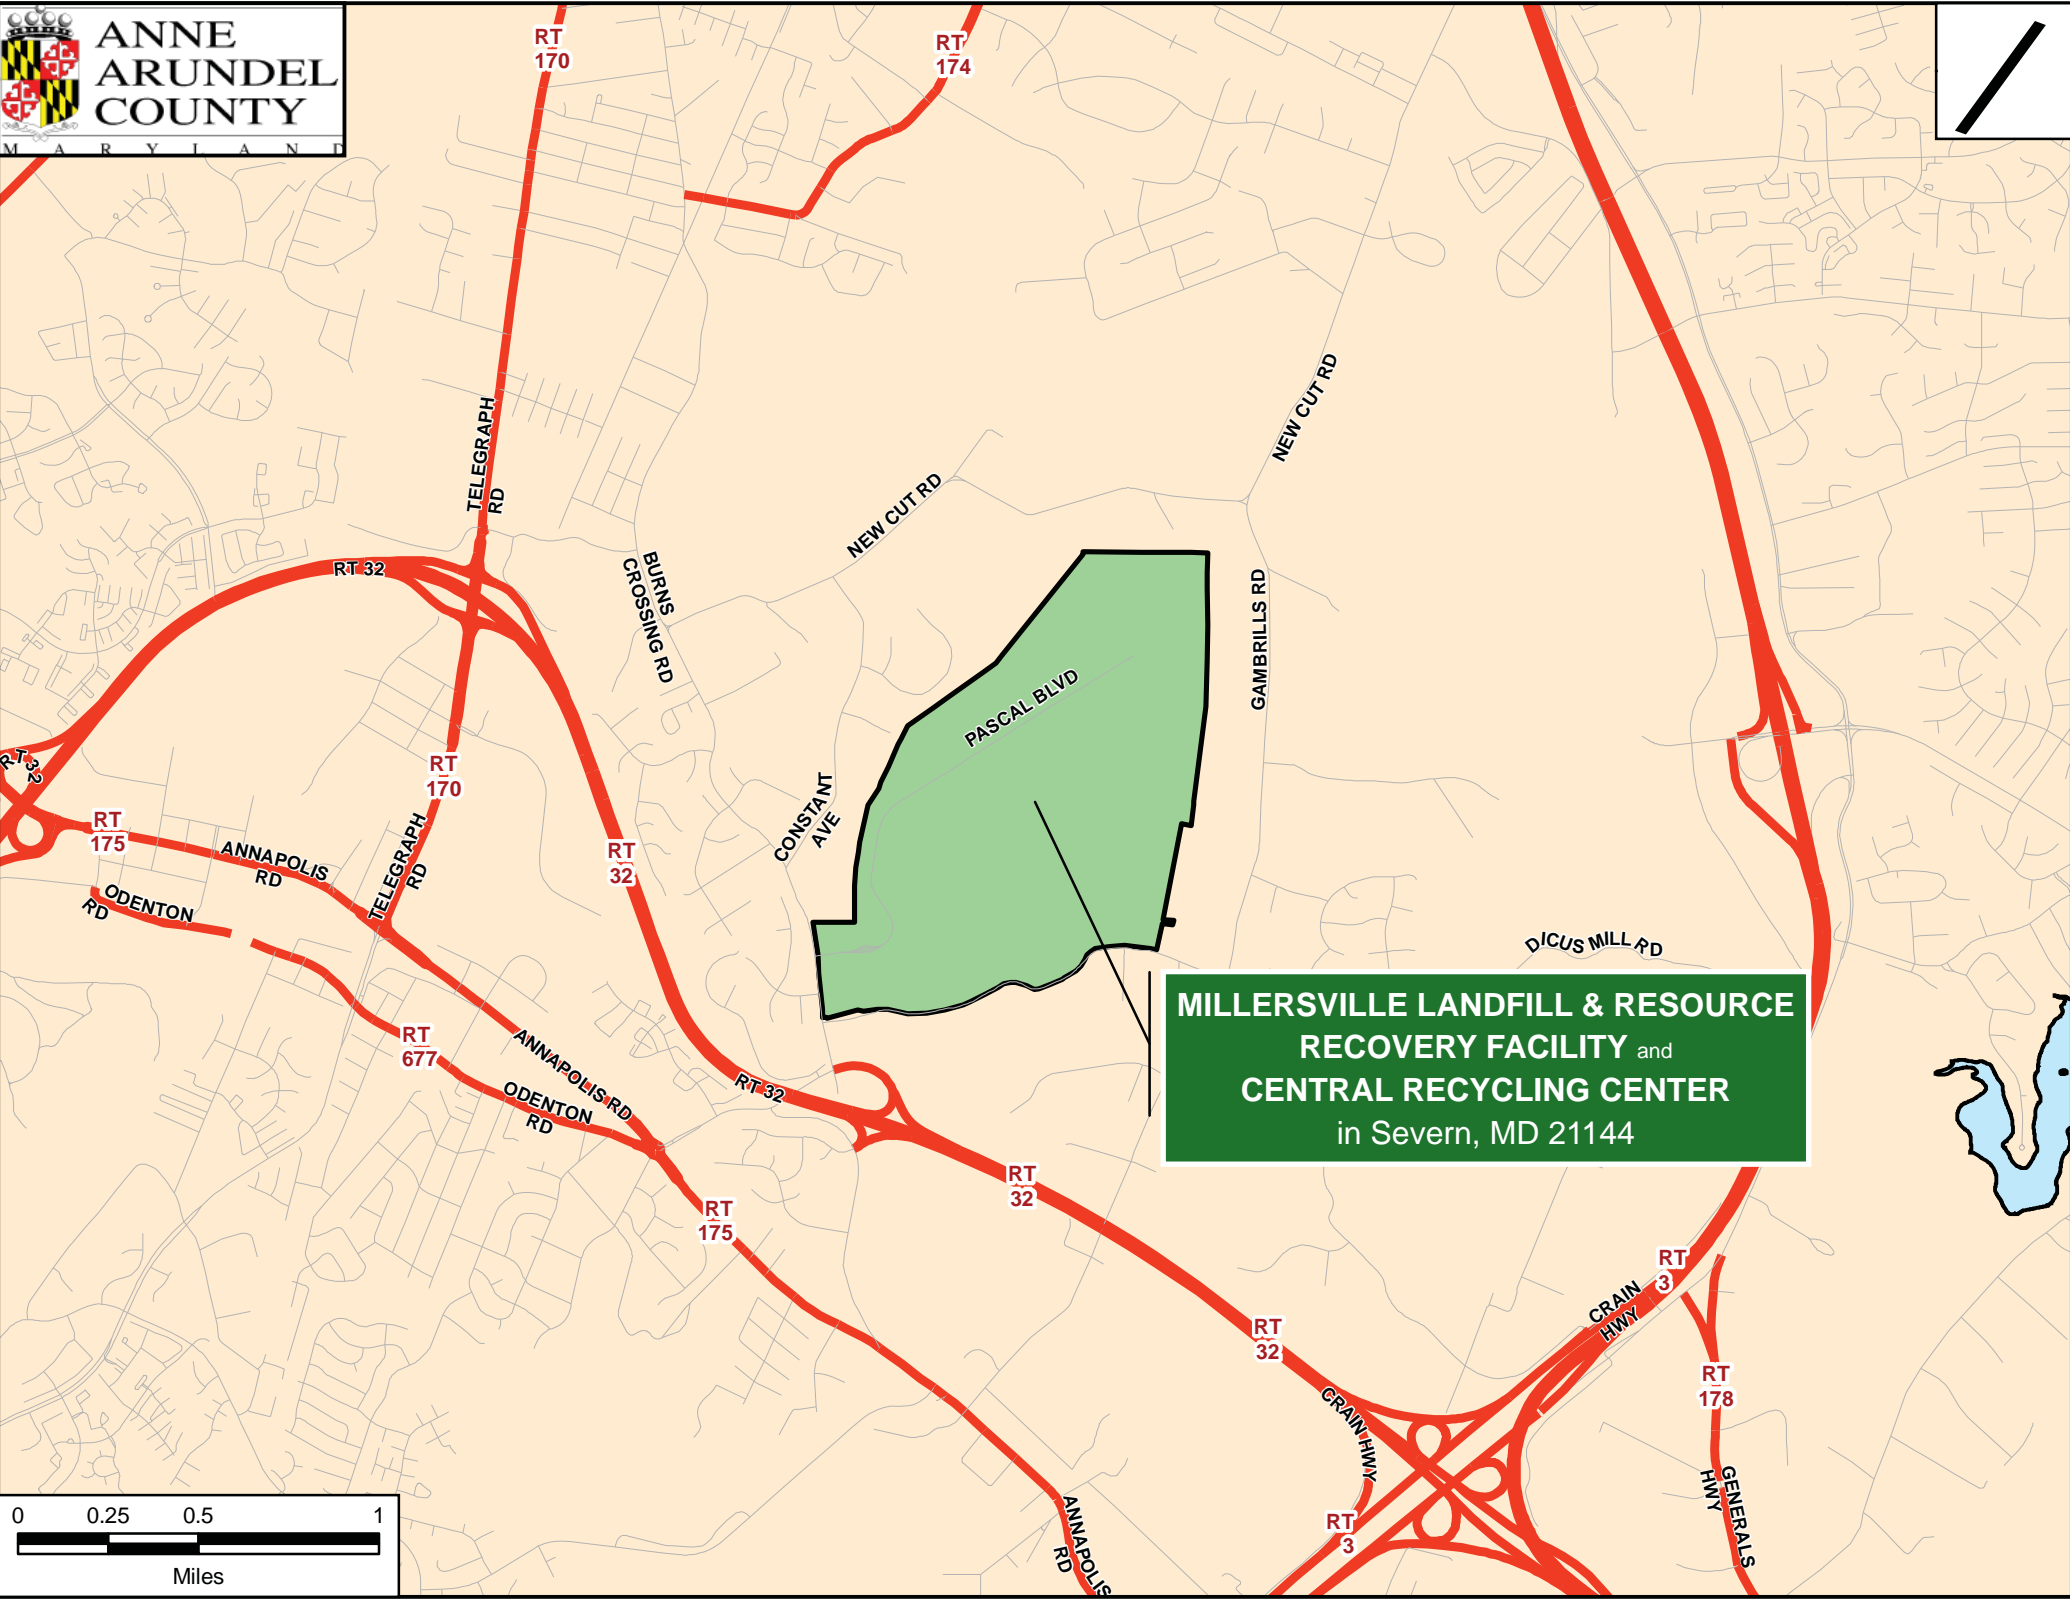 ANNE
ARUNDEL
COUNTY
MARYLAND
RT
170
RT
174
TELEGRAPH
RD
NEW CUT RD
NEW CUT RD
RT 32
BURNS
CROSSING RD
GAMBRILLS RD
PASCAL BLVD
RT 32
RT
170
CONSTANT
AVE
RT
175
ANNAPOLIS
RD
TELEGRAPH
RD
RT
32
ODENTON
RD
DICUS MILL RD
MILLERSVILLE LANDFILL & RESOURCE
RECOVERY FACILITY and
CENTRAL RECYCLING CENTER
in Severn, MD 21144
RT
677
ANNAPOLIS RD
ODENTON
RD
RT 32
RT
32
RT
175
RT
3
CRAIN
HWY
RT
32
RT
178
CRAIN HWY
GENERALS
HWY
RT
3
ANNAPOLIS
RD
0 0.25 0.5 1
Miles